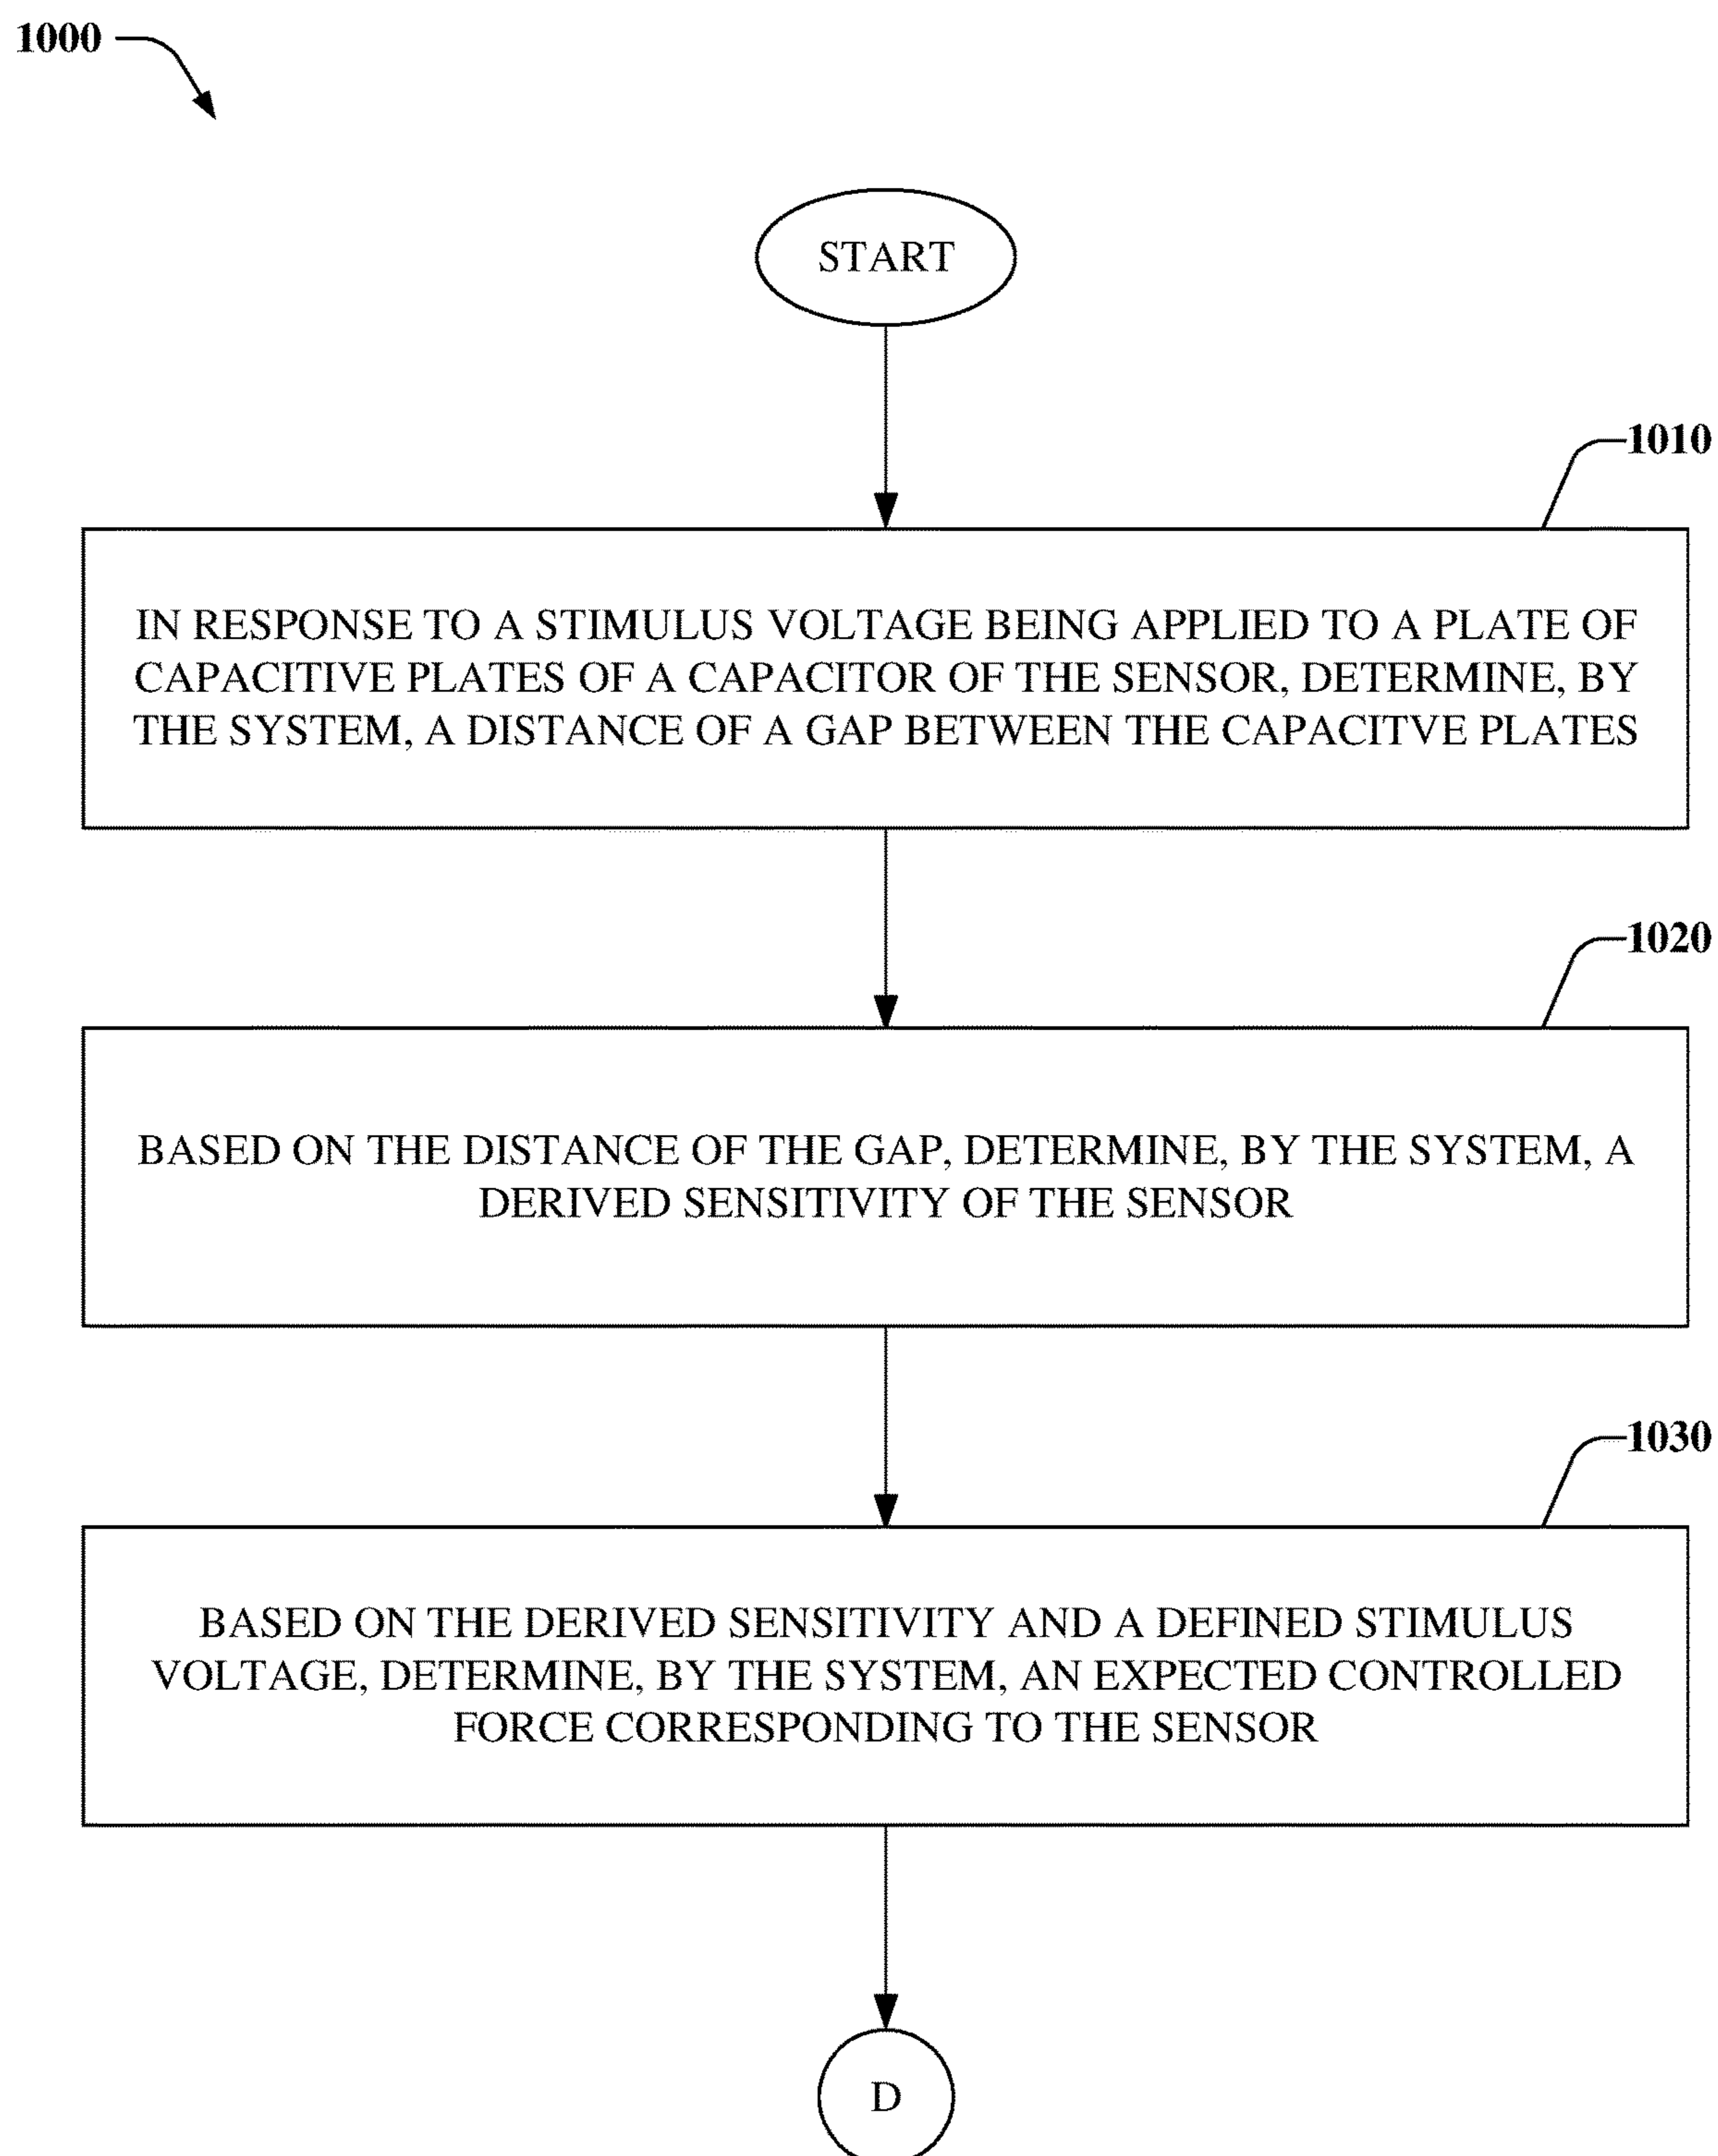 1000
START
1010
IN RESPONSE TO A STIMULUS VOLTAGE BEING APPLIED TO A PLATE OF
CAPACITIVE PLATES OF A CAPACITOR OF THE SENSOR, DETERMINE, BY
THE SYSTEM, A DISTANCE OF A GAP BETWEEN THE CAPACITVE PLATES
1020
BASED ON THE DISTANCE OF THE GAP, DETERMINE, BY THE SYSTEM, A
DERIVED SENSITIVITY OF THE SENSOR
1030
BASED ON THE DERIVED SENSITIVITY AND A DEFINED STIMULUS
VOLTAGE, DETERMINE, BY THE SYSTEM, AN EXPECTED CONTROLLED
FORCE CORRESPONDING TO THE SENSOR
D